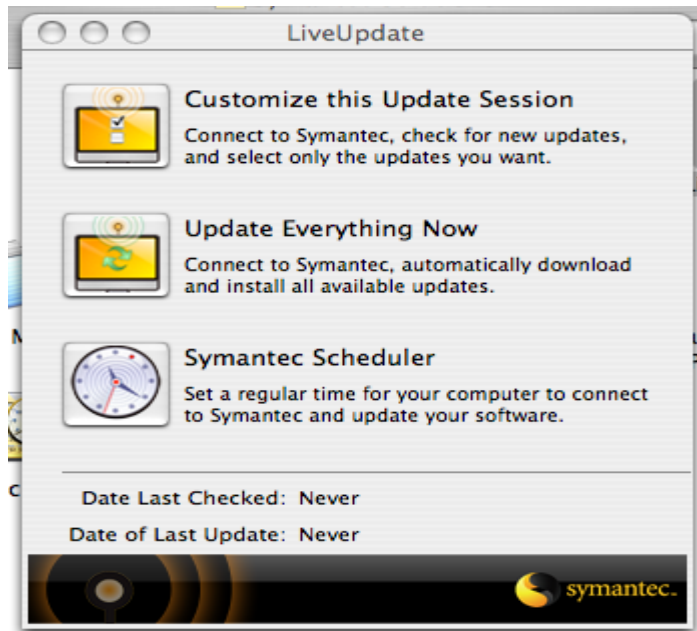 LiveUpdate
Customize this Update Session
Connect to Symantec, check for new updates,
and select only the updates you want.
Update Everything Now
Connect to Symantec, automatically download
and install all available updates.
Symantec Scheduler
Set a regular time for your computer to connect
to Symantec and update your software.
Date Last Checked: Never
Date of Last Update: Never
symantec.